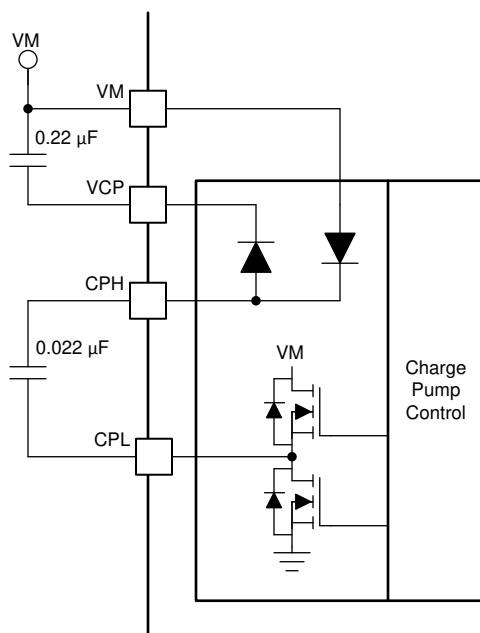 VM
VM
0.22 µF
VCP
CPH
0.022 µF
VM
Charge
Pump
Control
CPL